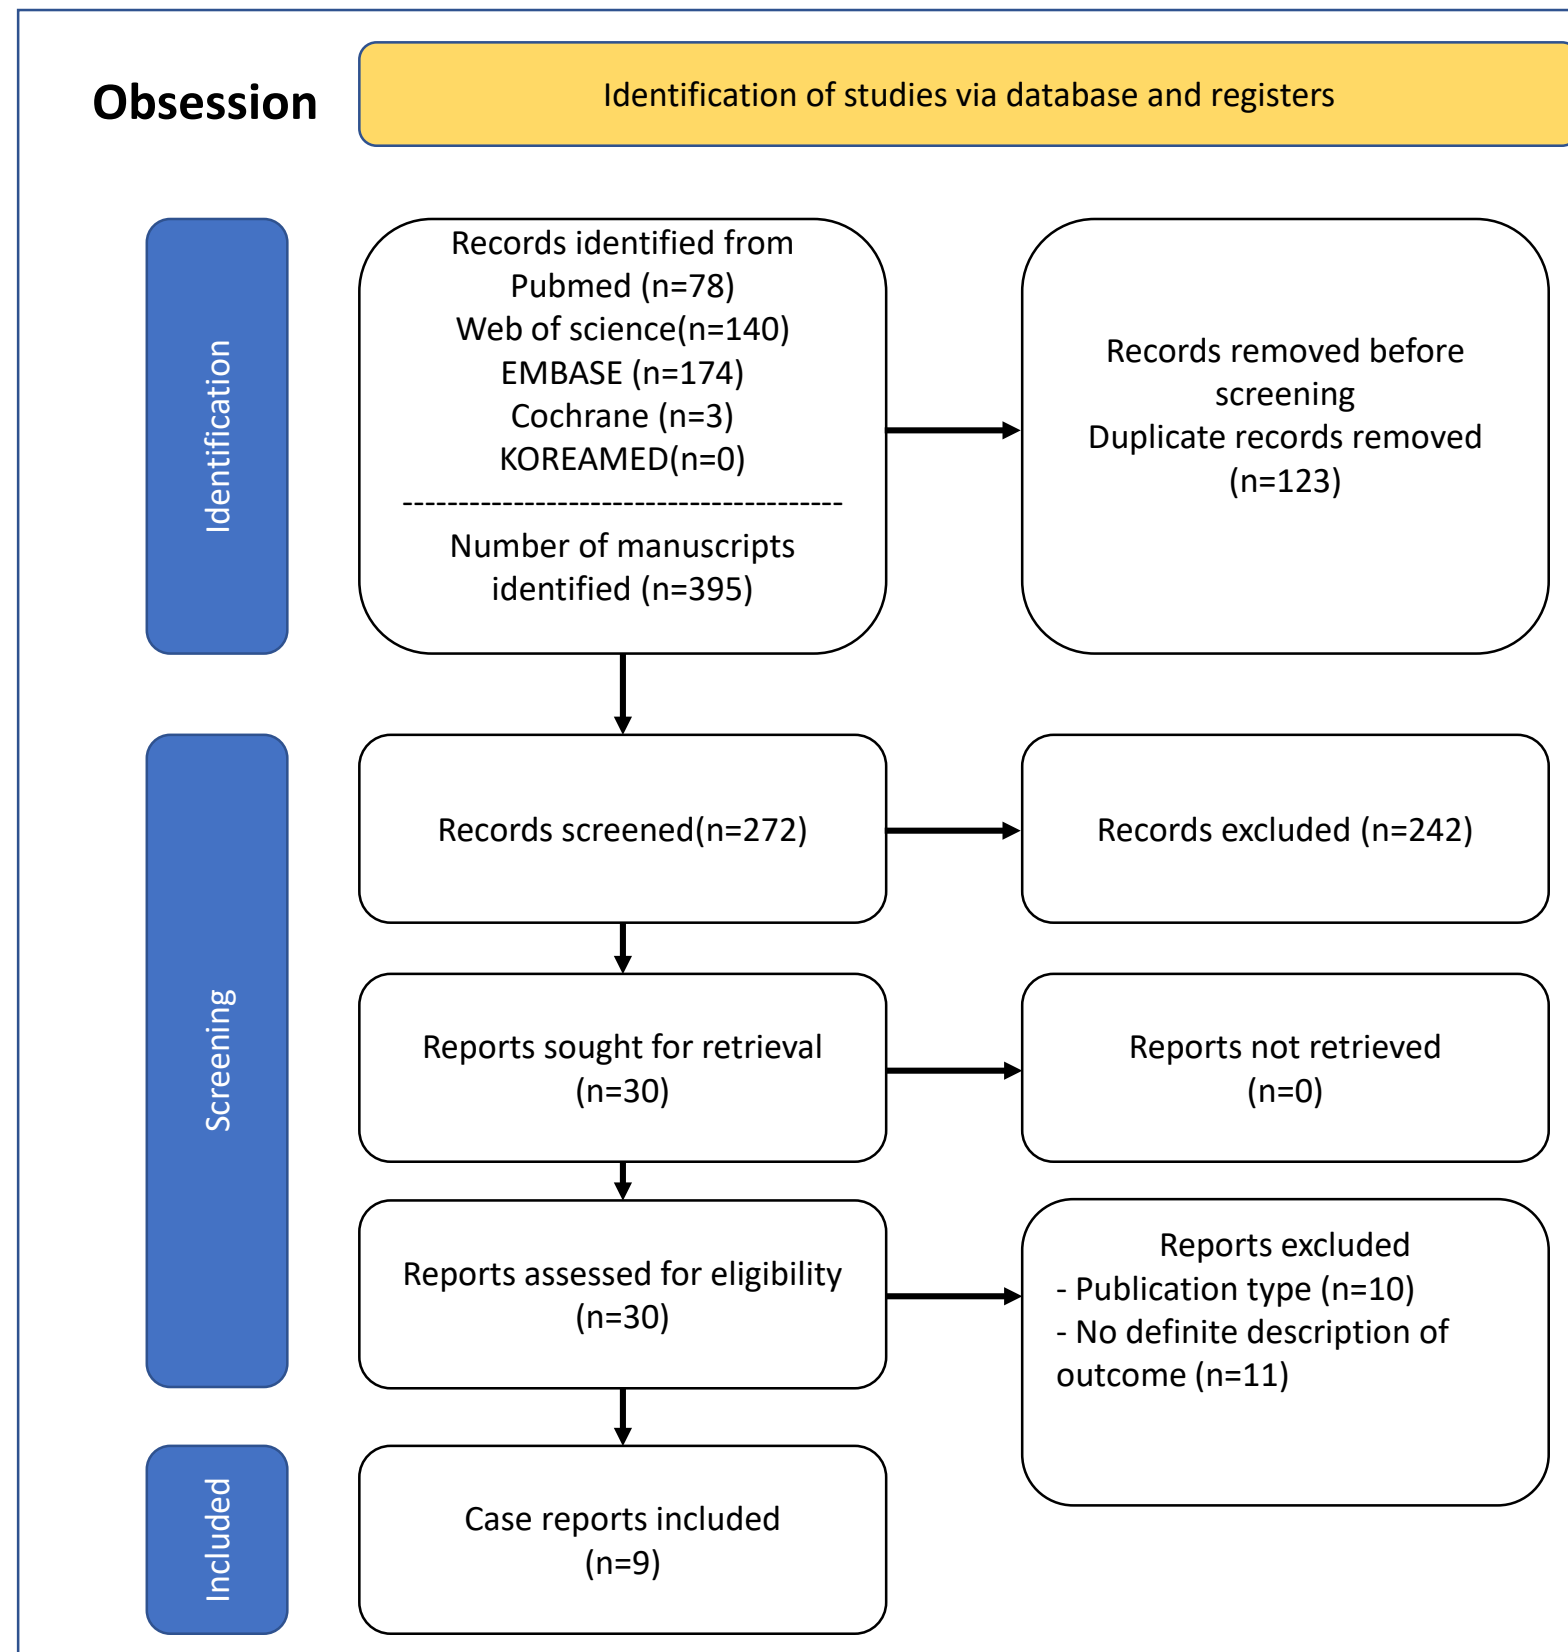 Obsession
Identification of studies via database and registers
Identification
Records identified from
Pubmed (n=78)
Web of science(n=140)
EMBASE (n=174)
Cochrane (n=3)
KOREAMED(n=0)
----------------------------------------
Number of manuscripts
identified (n=395)
Records removed before
screening
Duplicate records removed
(n=123)
Screening
Records screened(n=272)
Records excluded (n=242)
Reports sought for retrieval
(n=30)
Reports not retrieved
(n=0)
Reports assessed for eligibility
(n=30)
Reports excluded
- Publication type (n=10)
- No definite description of
outcome (n=11)
Included
Case reports included
(n=9)